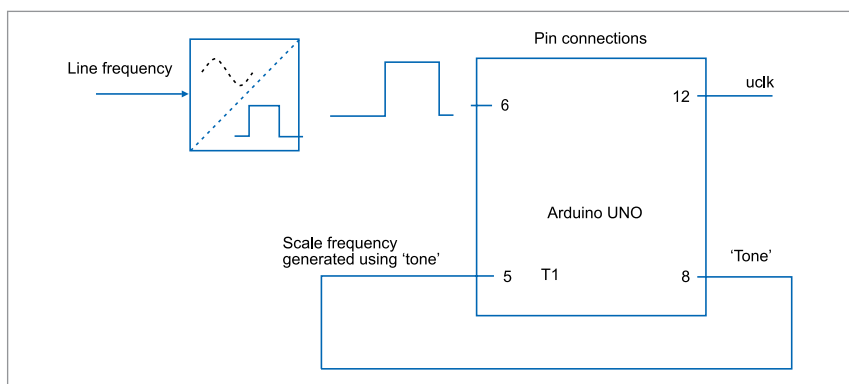 Pin connections
Line frequency
uclk
6
12
Arduino UNO
Scale frequency
generated using ‘tone’
‘Tone’
5
T1
8